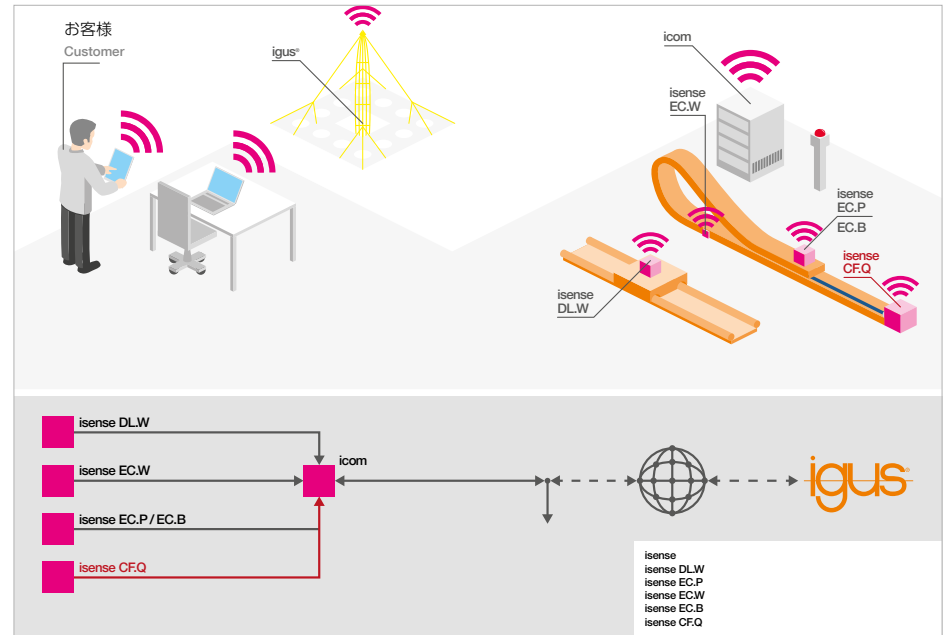 お客様
Customer
igus®
icom
isense
EC.W
isense
EC.P
EC.B
isense
CF.Q
isense
DL.W
isense DL.W
isense EC.W
icom
isense EC.P / EC.B
isense CF.Q
igus®
isense
isense DL.W
isense EC.P
isense EC.W
isense EC.B
isense CF.Q